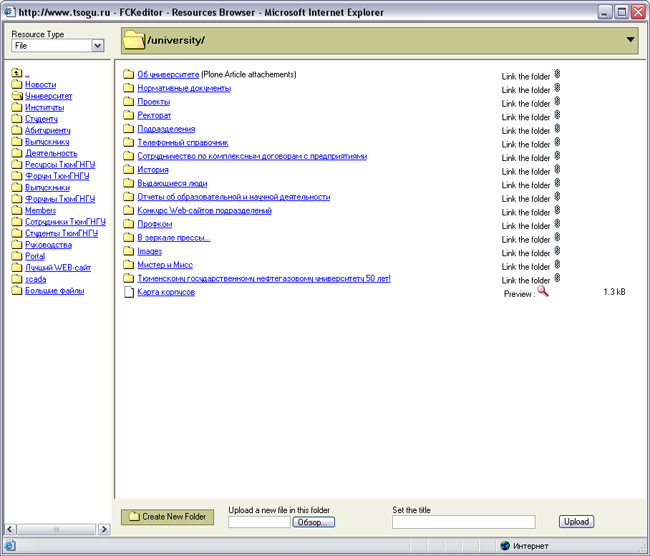 http://www.tsogu.ru - FCKeditor - Resources Browser - Microsoft Internet Explorer
Resource Type
File
/university/
..
Новости
Университет
Институты
Студенту
Абитуриенту
Выпускнику
Деятельность
Ресурсы ТюмГНГУ
Форум ТюмГНГУ
Выпускники
Форумы ТюмГНГУ
Members
Сотрудники ТюмГНГУ
Студенты ТюмГНГУ
Руководства
Portal
Лучший WEB-сайт
scada
Большие файлы
Об университете (Plone Article attachements) Link the folder
Нормативные документы Link the folder
Проекты Link the folder
Ректорат Link the folder
Подразделения Link the folder
Телефонный справочник Link the folder
Сотрудничество по комплексным договорам с предприятиями Link the folder
История Link the folder
Выдающиеся люди Link the folder
Отчеты об образовательной и научной деятельности Link the folder
Конкурс Web-сайтов подразделений Link the folder
Профком Link the folder
В зеркале прессы... Link the folder
Images Link the folder
Мистер и Мисс Link the folder
Тюменскому государственному нефтегазовому университету 50 лет! Link the folder
Карта корпусов Preview : 1.3 kB
Create New Folder
Upload a new file in this folder
Обзор...
Set the title
Upload
Интернет